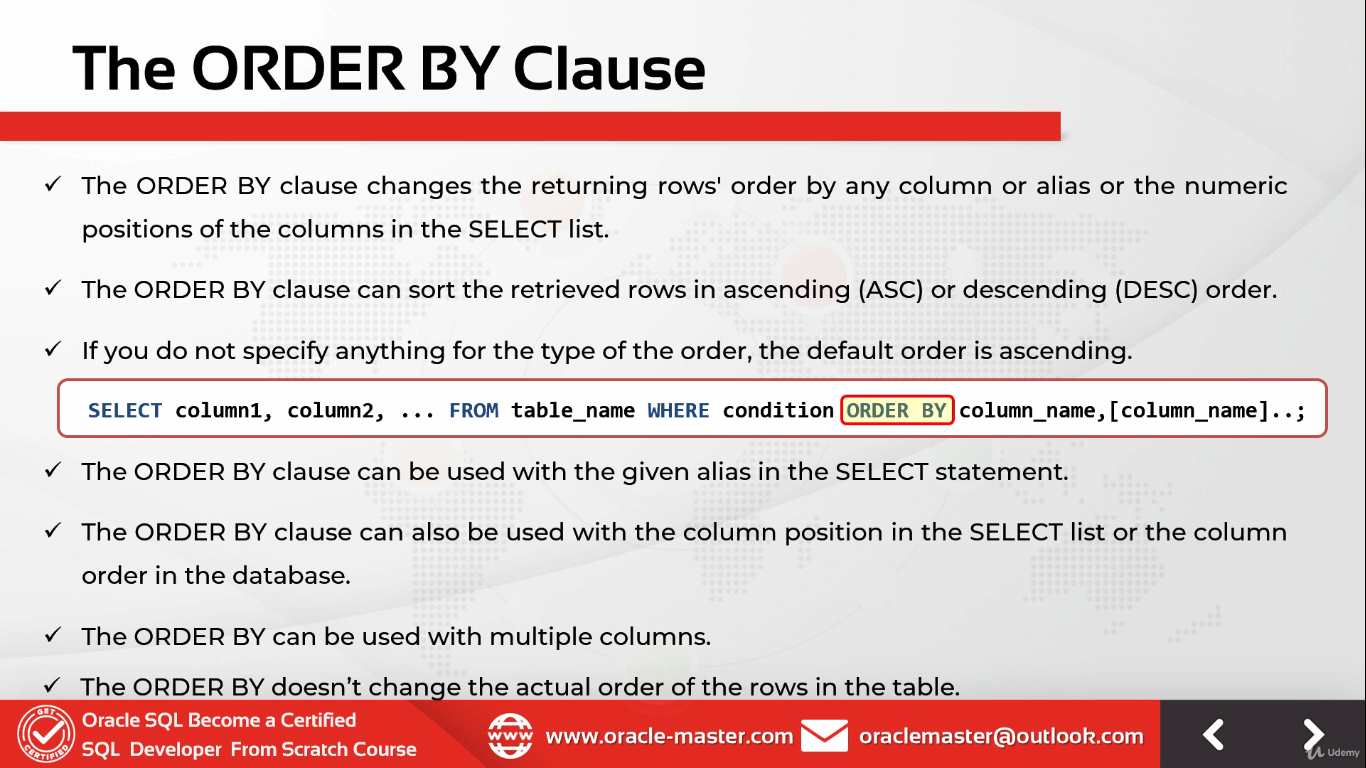 The ORDER BY Clause
✓ The ORDER BY clause changes the returning rows' order by any column or alias or the numeric
positions of the columns in the SELECT list.
✓ The ORDER BY clause can sort the retrieved rows in ascending (ASC) or descending (DESC) order.
✓ If you do not specify anything for the type of the order, the default order is ascending.
SELECT column1, column2, ... FROM table_name WHERE condition ORDER BY column_name,[column_name]..;
✓ The ORDER BY clause can be used with the given alias in the SELECT statement.
✓ The ORDER BY clause can also be used with the column position in the SELECT list or the column
order in the database.
✓ The ORDER BY can be used with multiple columns.
✓ The ORDER BY doesn’t change the actual order of the rows in the table.
GET CERTIFIED
Oracle SQL Become a Certified
SQL Developer From Scratch Course
www
www.oracle-master.com
oraclemaster@outlook.com
Udemy